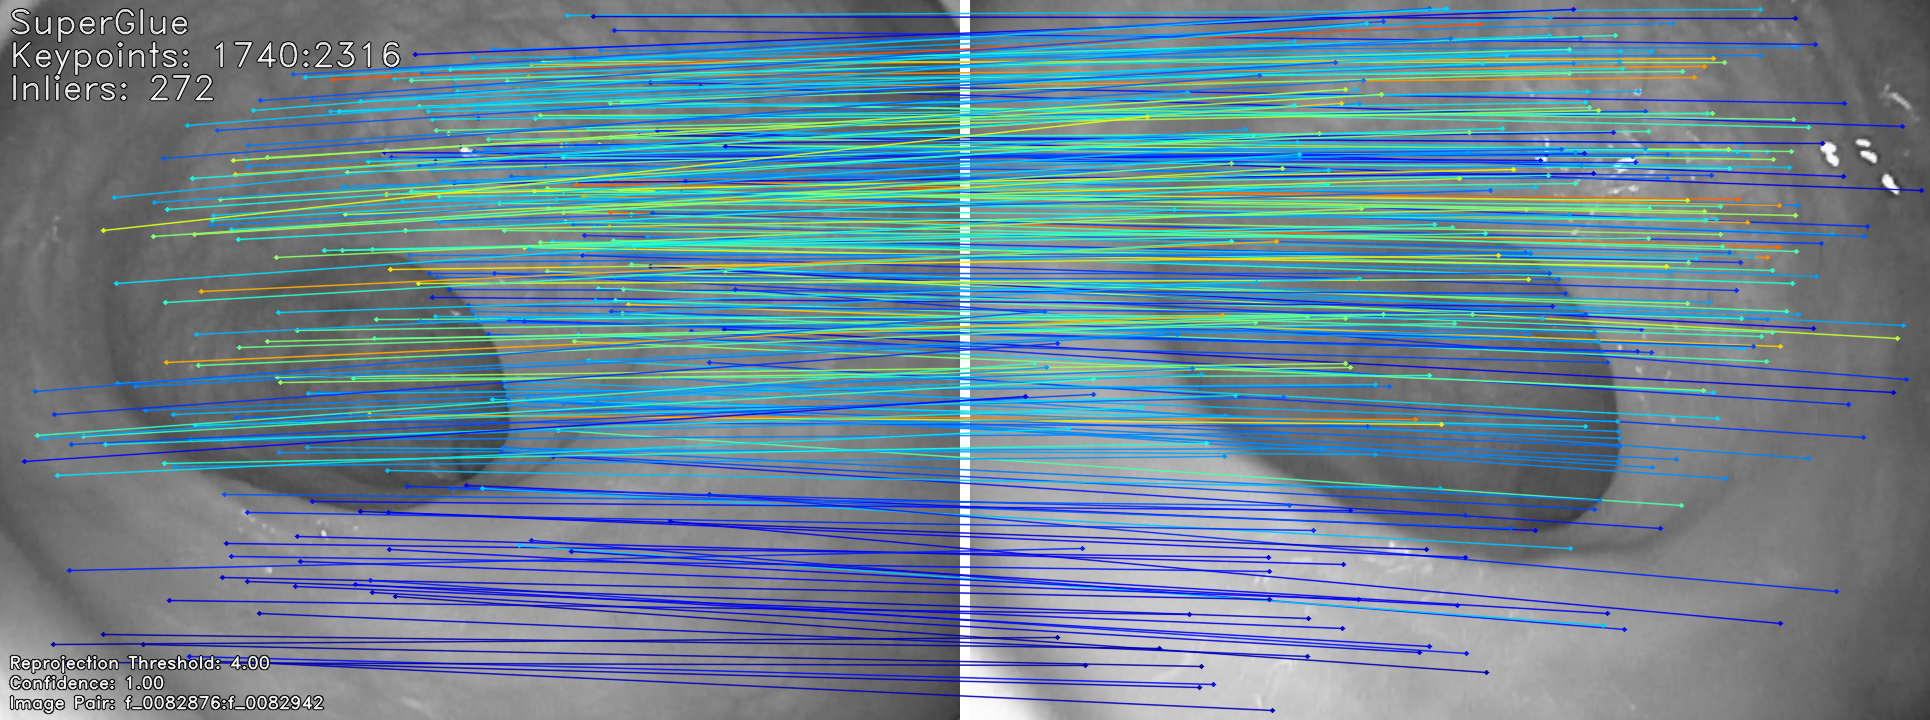 SuperGlue
Keypoints: 1740:2316
Inliers: 272
Reprojection Threshold: 4.00
Confidence: 1.00
Image Pair: f_0082876:f_0082942